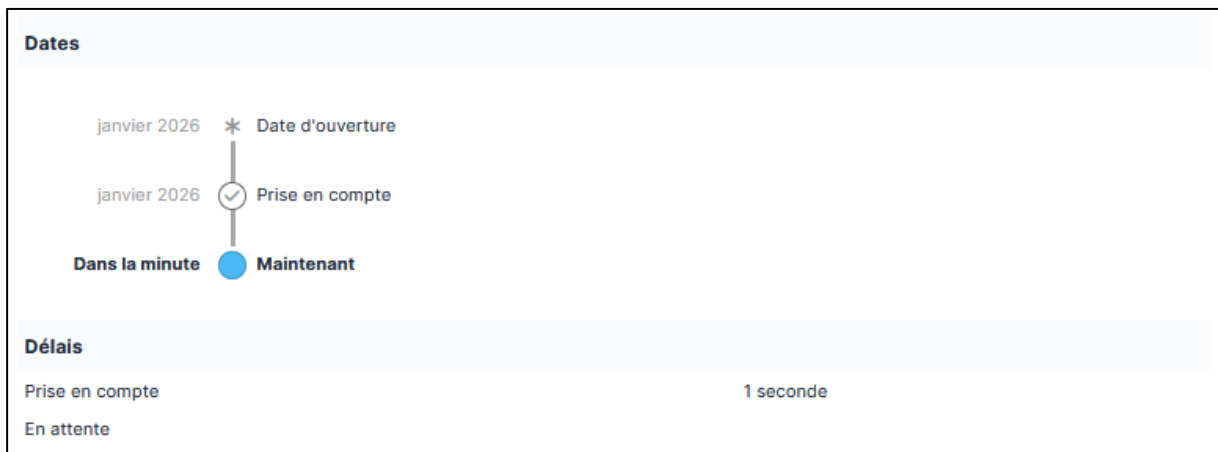 Dates
janvier 2026 Date d'ouverture
janvier 2026 Prise en compte
Dans la minute Maintenant
Délais
Prise en compte 1 seconde
En attente